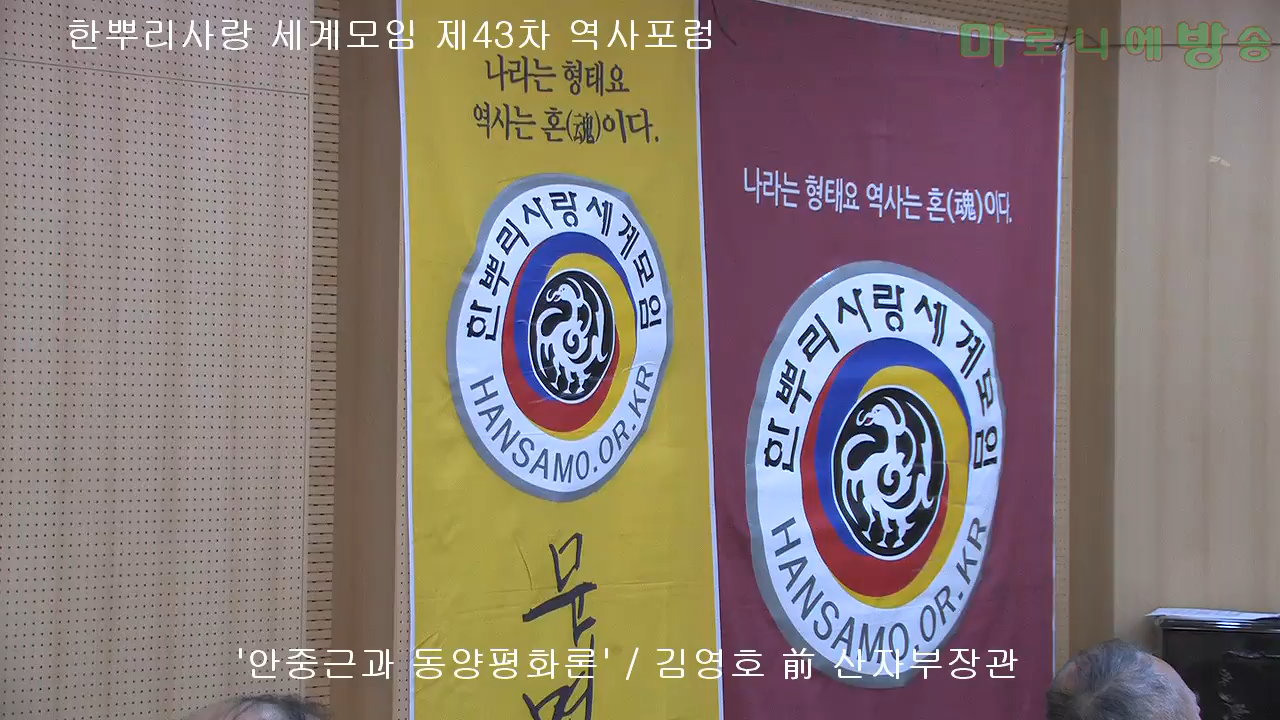 한뿌리사랑 세계모임 제43차 역사포럼
마로니에방송
나라는 형태요
역사는 혼(魂)이다.
한뿌리사랑세계모임
HANSAMO.OR.KR
문
나라는 형태요 역사는 혼(魂)이다.
한뿌리사랑세계모임
HANSAMO.OR.KR
'안중근과 동양평화론' / 김영호 前 산자부장관